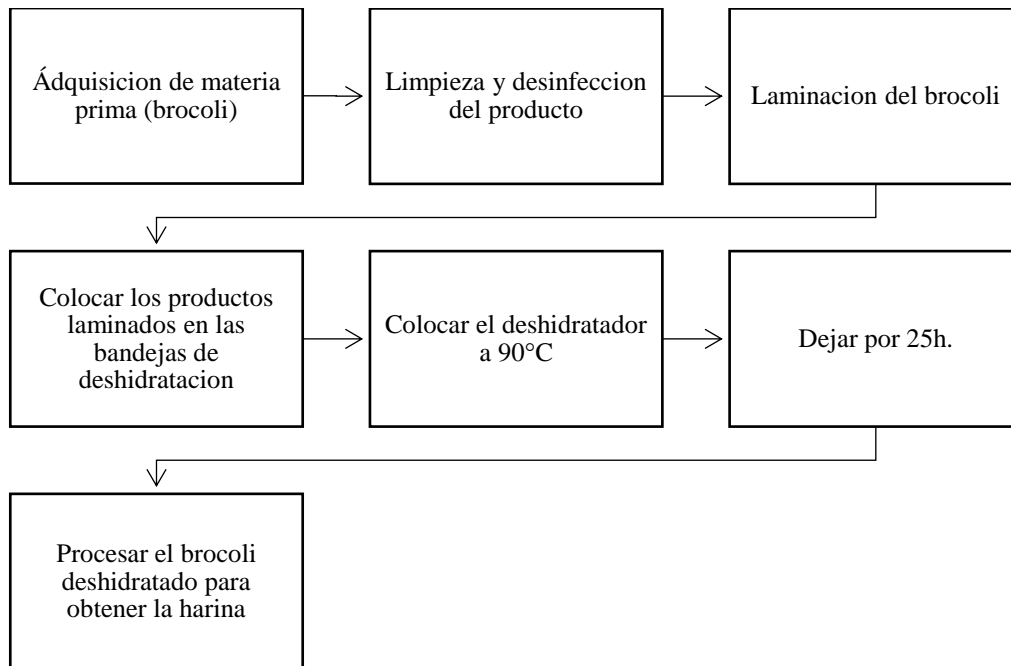 Ádquisicion de materia
prima (brocoli)
Limpieza y desinfeccion
del producto
Laminacion del brocoli
Colocar los productos
laminados en las
bandejas de
deshidratacion
Colocar el deshidratador
a 90°C
Dejar por 25h.
Procesar el brocoli
deshidratado para
obtener la harina